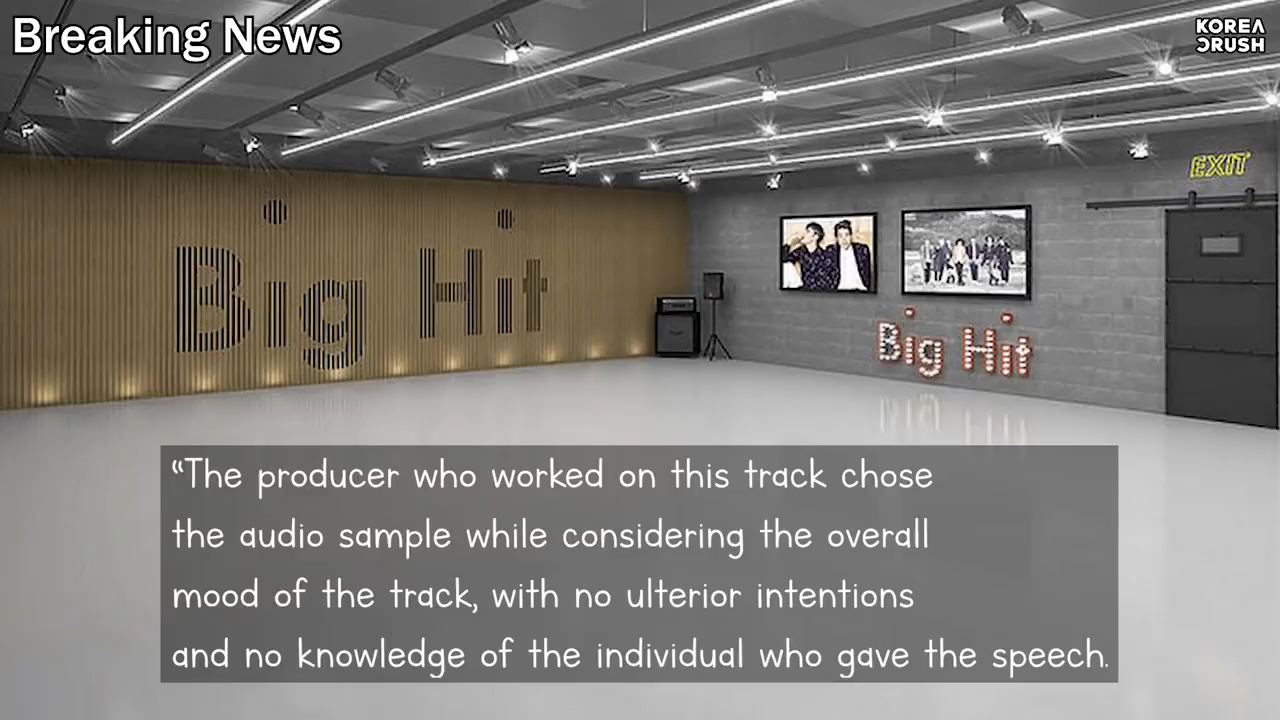 Breaking News
KOREA
CRUSH
EXIT
Big Hit
Big Hit
“The producer who worked on this track chose
the audio sample while considering the overall
mood of the track, with no ulterior intentions
and no knowledge of the individual who gave the speech.